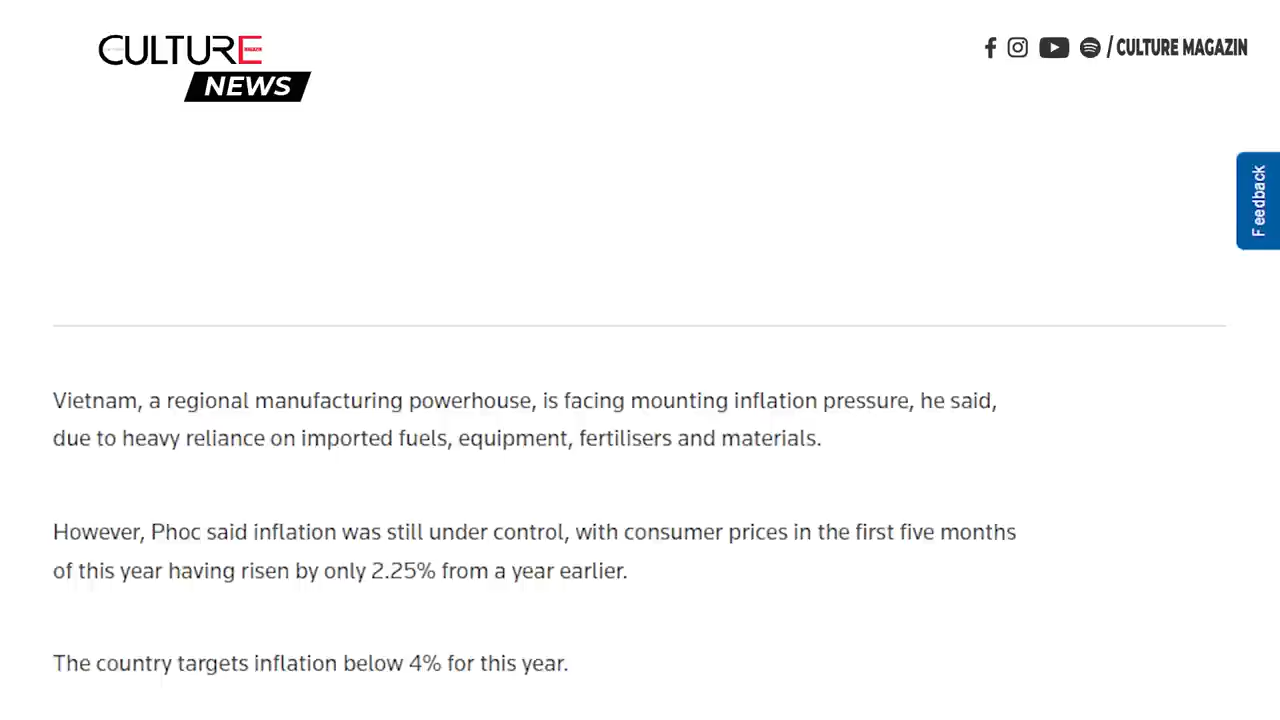 CULTURE
NEWS
/ CULTURE MAGAZIN
Feedback
Vietnam, a regional manufacturing powerhouse, is facing mounting inflation pressure, he said,
due to heavy reliance on imported fuels, equipment, fertilisers and materials.
However, Phoc said inflation was still under control, with consumer prices in the first five months
of this year having risen by only 2.25% from a year earlier.
The country targets inflation below 4% for this year.